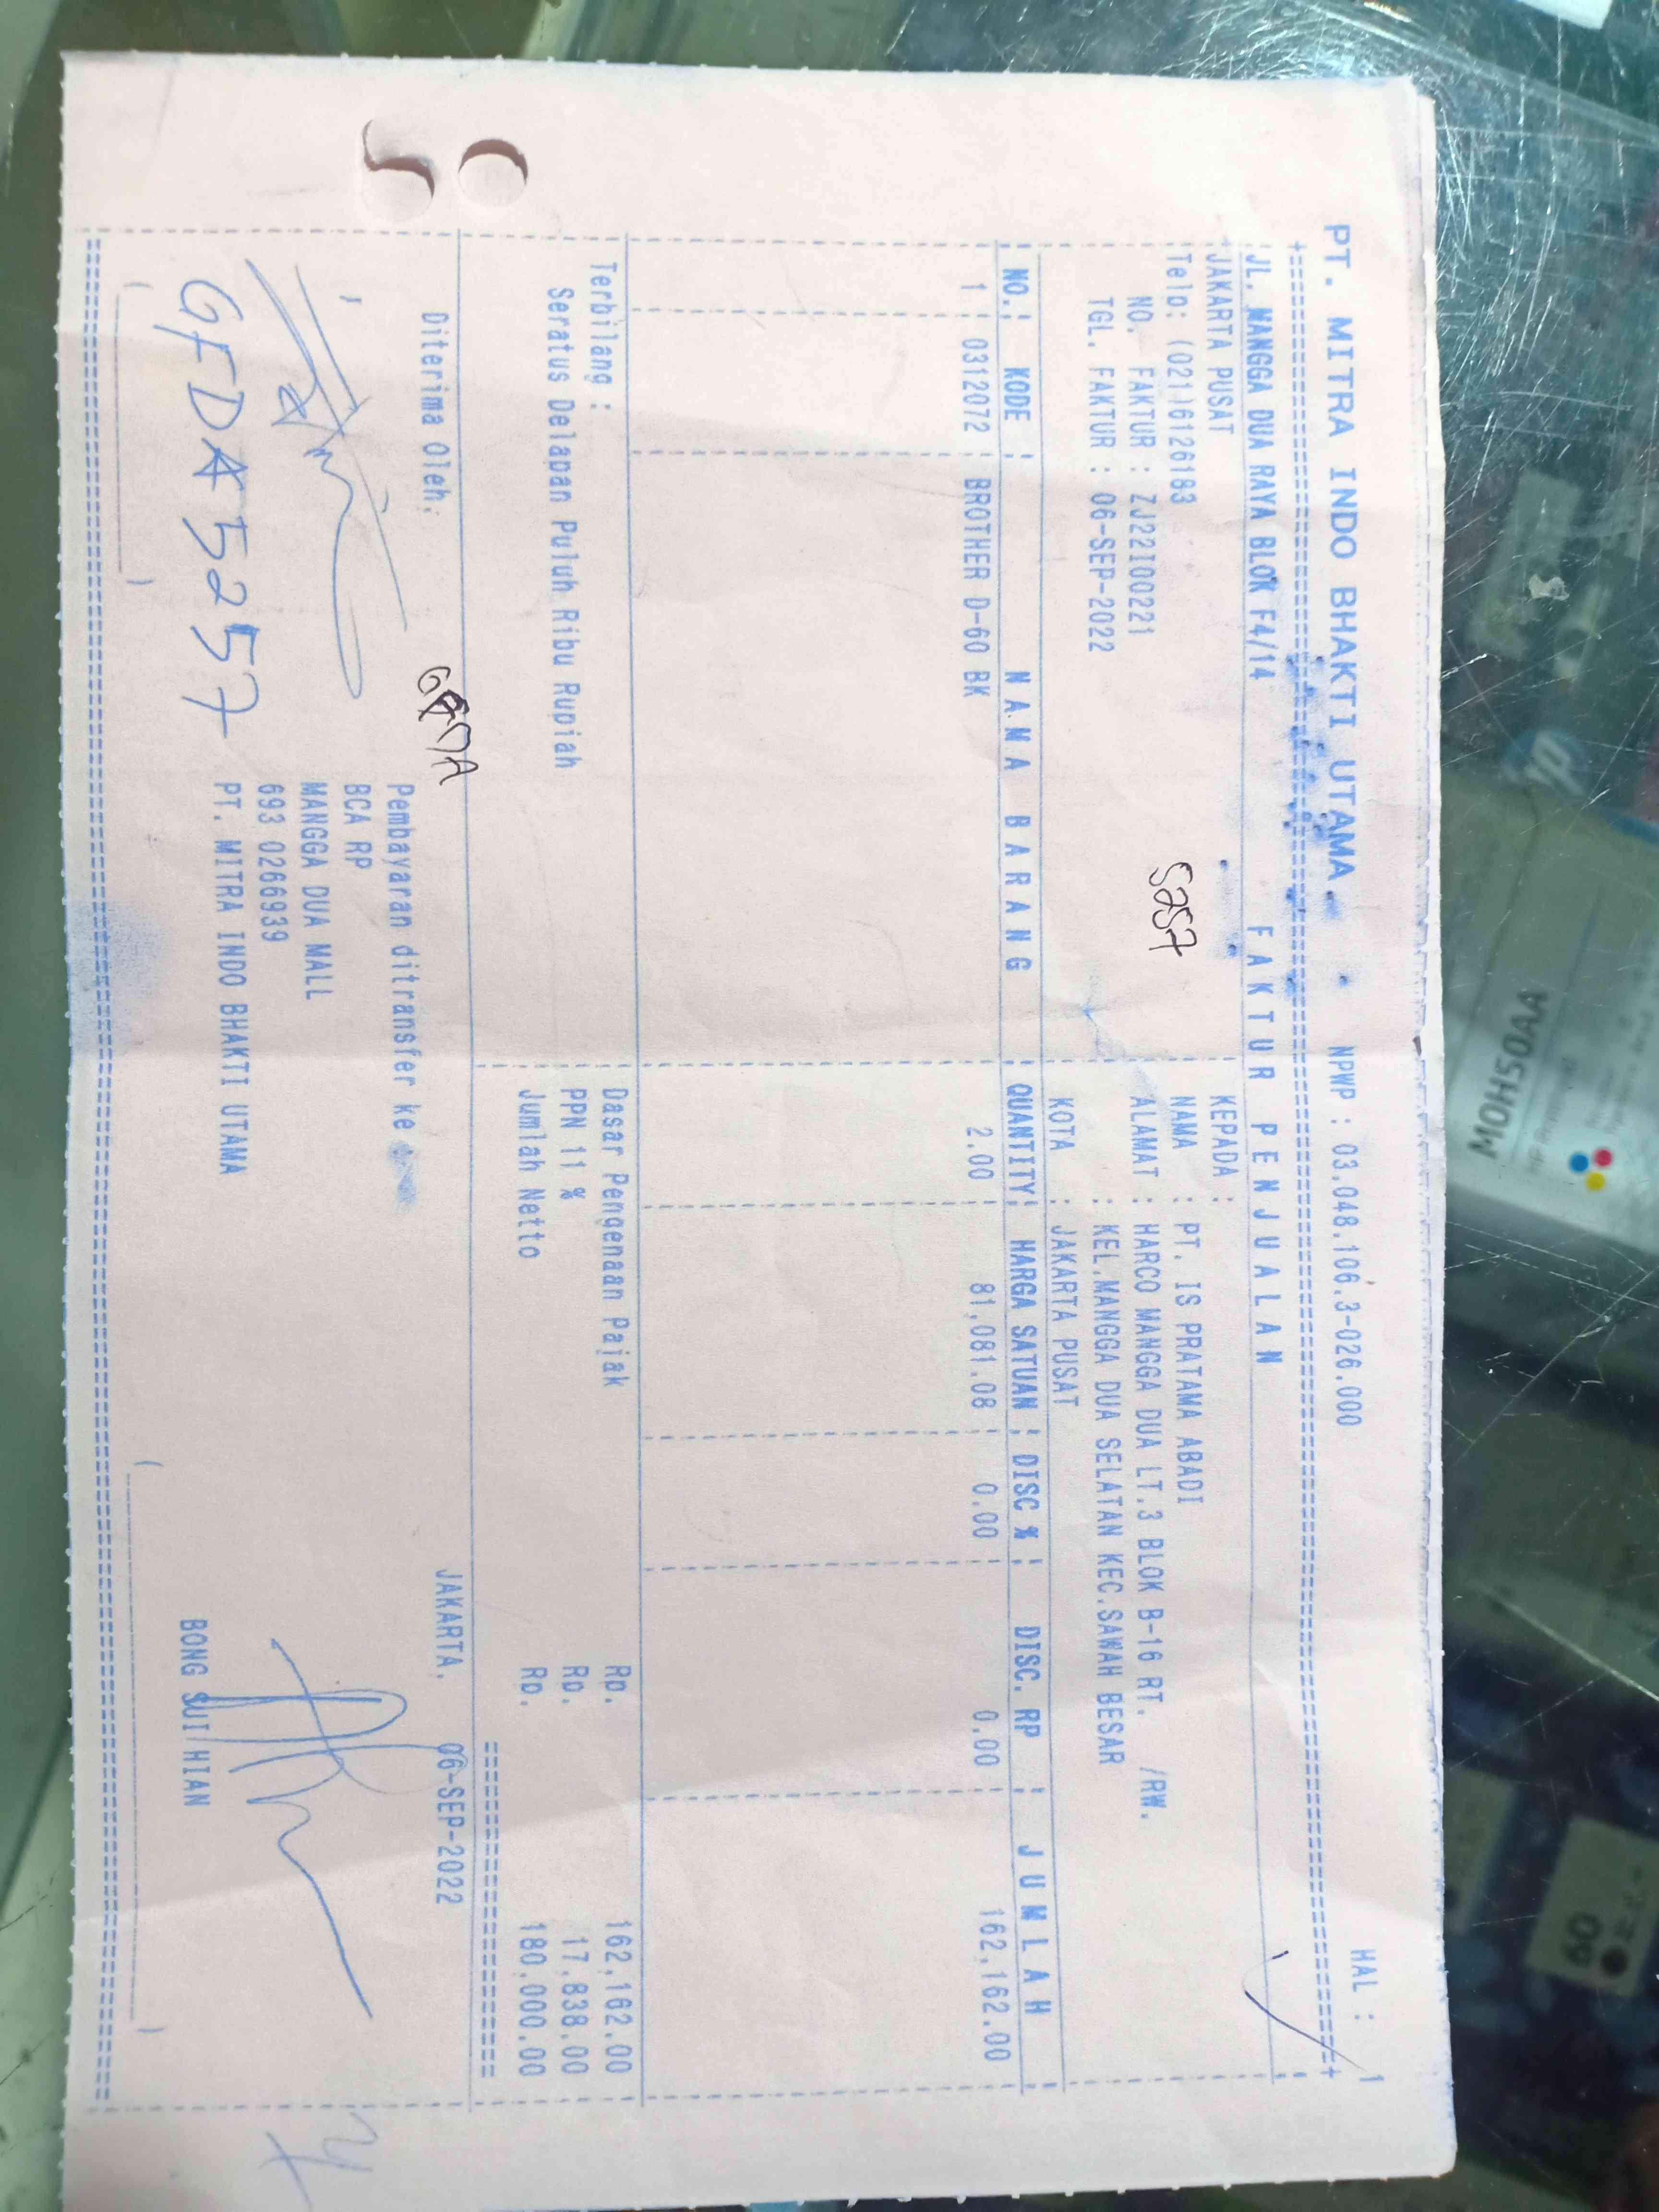 PT. MITRA INDO BHAKTI UTAMA NPWP : 03.048.106.3-026.000 HAL : 1
JL. MANGGA DUA RAYA BLOK F4/14 F A K T U R P E N J U A L A N
JAKARTA PUSAT KEPADA :
Telp: (021)6126183 NAMA : PT. IS PRATAMA ABADI
5257
NO. FAKTUR : ZJ22I00221 ALAMAT : HARCO MANGGA DUA LT.3 BLOK B-16 RT. /RW.
TGL. FAKTUR : 06-SEP-2022 : KEL.MANGGA DUA SELATAN KEC.SAWAH BESAR
KOTA : JAKARTA PUSAT
NO. KODE N A M A B A R A N G QUANTITY HARGA SATUAN DISC % DISC. RP J U M L A H
1 0312072 BROTHER D-60 BK 2.00 81,081.08 0.00 0.00 162,162.00
Terbilang : Dasar Pengenaan Pajak Rp. 162,162.00
Seratus Delapan Puluh Ribu Rupiah PPN 11 % Rp. 17,838.00
Jumlah Netto Rp. 180,000.00
Diterima Oleh: JAKARTA, 06-SEP-2022
Pembayaran ditransfer ke
BCA RP
MANGGA DUA MALL
693 0266939
PT. MITRA INDO BHAKTI UTAMA
GFDA 5257
BONG SUI HIAN
MOH50AA
hp
60